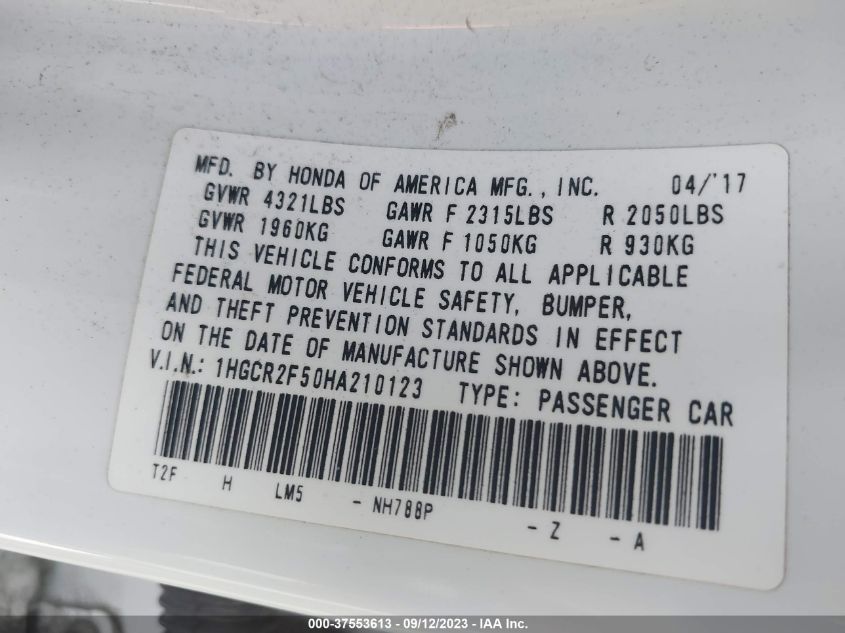 MFD. BY HONDA OF AMERICA MFG., INC. 04/'17
GVWR 4321LBS GAWR F 2315LBS R 2050LBS
GVWR 1960KG GAWR F 1050KG R 930KG
THIS VEHICLE CONFORMS TO ALL APPLICABLE
FEDERAL MOTOR VEHICLE SAFETY, BUMPER,
AND THEFT PREVENTION STANDARDS IN EFFECT
ON THE DATE OF MANUFACTURE SHOWN ABOVE.
V.I.N.: 1HGCR2F50HA210123 TYPE: PASSENGER CAR
T2F H LM5 - NH788P - Z - A
000-37553613 - 09/12/2023 - IAA Inc.